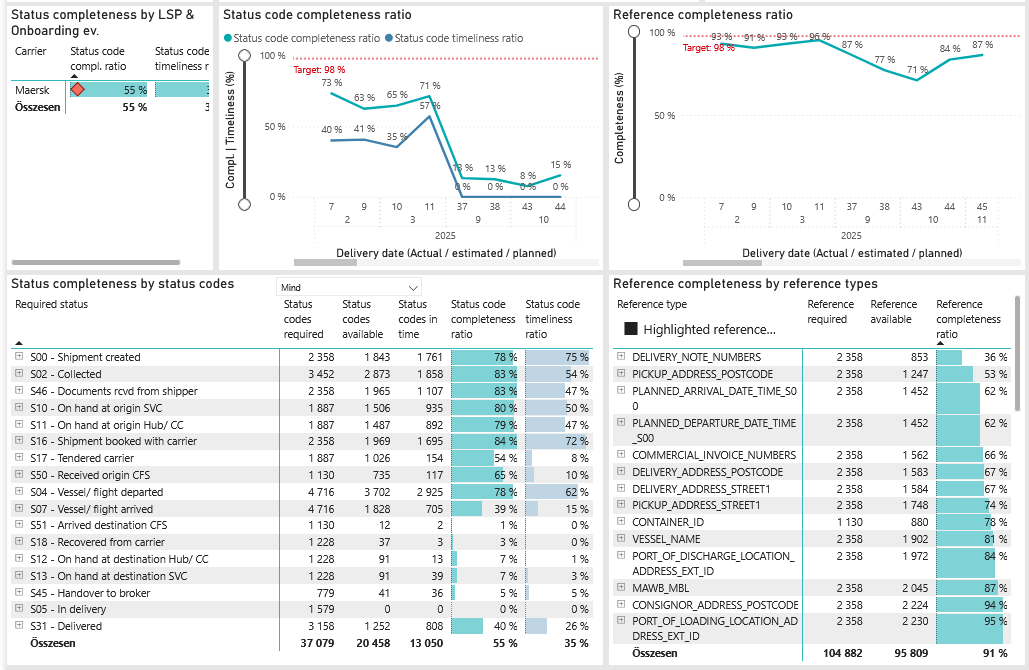 Status completeness by LSP &
Onboarding ev.
Carrier
Status code
compl. ratio
Status code
timeliness r
Maersk
55 %
3
Összesen
55 %
3
Status code completeness ratio
Status code completeness ratio
Status code timeliness ratio
Compl. | Timeliness (%)
100 %
50 %
0 %
Target: 98 %
73 %
63 %
65 %
71 %
13 %
13 %
8 %
15 %
40 %
41 %
35 %
57 %
0 %
0 %
0 %
0 %
7 9 10 11 37 38 43 44
2 3 9 10
2025
Delivery date (Actual / estimated / planned)
Reference completeness ratio
Completeness (%)
100 %
50 %
0 %
Target: 98 %
93 %
91 %
93 %
96 %
87 %
77 %
71 %
84 %
87 %
7 9 10 11 37 38 43 44 45
2 3 9 10 11
2025
Delivery date (Actual / estimated / planned)
Status completeness by status codes
Mind
Required status
Status
codes
required
Status
codes
available
Status
codes in
time
Status code
completeness
ratio
Status code
timeliness
ratio
S00 - Shipment created 2 358 1 843 1 761 78 % 75 %
S02 - Collected 3 452 2 873 1 858 83 % 54 %
S46 - Documents rcvd from shipper 2 358 1 965 1 107 83 % 47 %
S10 - On hand at origin SVC 1 887 1 506 935 80 % 50 %
S11 - On hand at origin Hub/ CC 1 887 1 487 892 79 % 47 %
S16 - Shipment booked with carrier 2 358 1 969 1 695 84 % 72 %
S17 - Tendered carrier 1 887 1 026 154 54 % 8 %
S50 - Received origin CFS 1 130 735 117 65 % 10 %
S04 - Vessel/ flight departed 4 716 3 702 2 925 78 % 62 %
S07 - Vessel/ flight arrived 4 716 1 828 705 39 % 15 %
S51 - Arrived destination CFS 1 130 12 2 1 % 0 %
S18 - Recovered from carrier 1 228 37 3 3 % 0 %
S12 - On hand at destination Hub/ CC 1 228 91 13 7 % 1 %
S13 - On hand at destination SVC 1 228 91 39 7 % 3 %
S45 - Handover to broker 779 41 36 5 % 5 %
S05 - In delivery 1 579 0 0 0 % 0 %
S31 - Delivered 3 158 1 252 808 40 % 26 %
Összesen 37 079 20 458 13 050 55 % 35 %
Reference completeness by reference types
Reference type
Highlighted reference...
Reference
required
Reference
available
Reference
completeness
ratio
DELIVERY_NOTE_NUMBERS 2 358 853 36 %
PICKUP_ADDRESS_POSTCODE 2 358 1 247 53 %
PLANNED_ARRIVAL_DATE_TIME_S0 2 358 1 452 62 %
0
PLANNED_DEPARTURE_DATE_TIME 2 358 1 452 62 %
_S00
COMMERCIAL_INVOICE_NUMBERS 2 358 1 562 66 %
DELIVERY_ADDRESS_POSTCODE 2 358 1 583 67 %
DELIVERY_ADDRESS_STREET1 2 358 1 584 67 %
PICKUP_ADDRESS_STREET1 2 358 1 748 74 %
CONTAINER_ID 1 130 880 78 %
VESSEL_NAME 2 358 1 902 81 %
PORT_OF_DISCHARGE_LOCATION_ 2 358 1 972 84 %
ADDRESS_EXT_ID
MAWB_MBL 2 358 2 045 87 %
CONSIGNOR_ADDRESS_POSTCODE 2 358 2 224 94 %
PORT_OF_LOADING_LOCATION_AD 2 358 2 230 95 %
DRESS_EXT_ID
Összesen 104 882 95 809 91 %